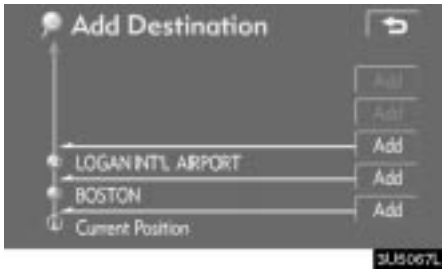 Add Destination
Add
Add
Add
LOGAN INT'L AIRPORT
Add
BOSTON
Add
Current Position
3U5067L